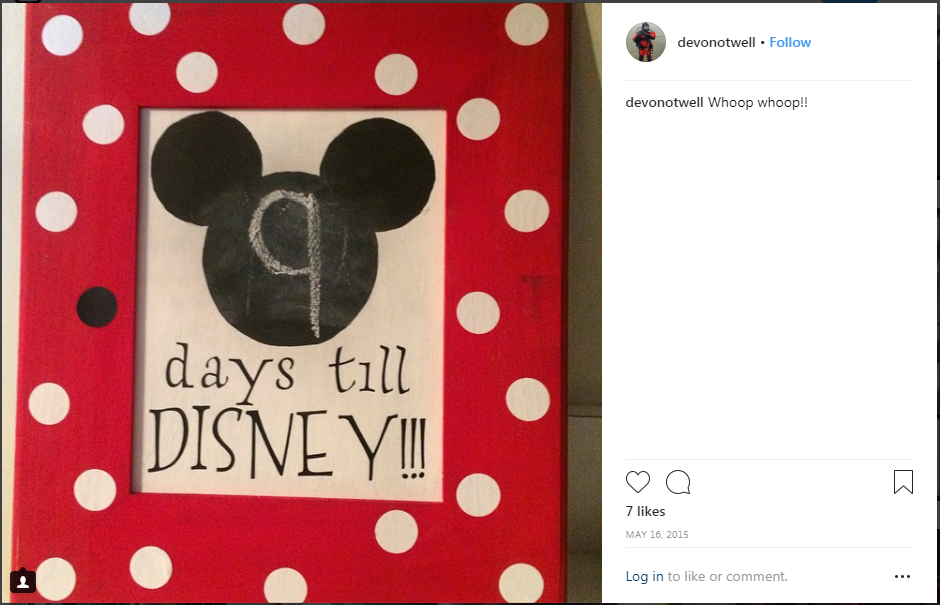 9
days till
DISNEY!!!
devonotwell • Follow
devonotwell Whoop whoop!!
7 likes
MAY 16, 2015
Log in to like or comment.